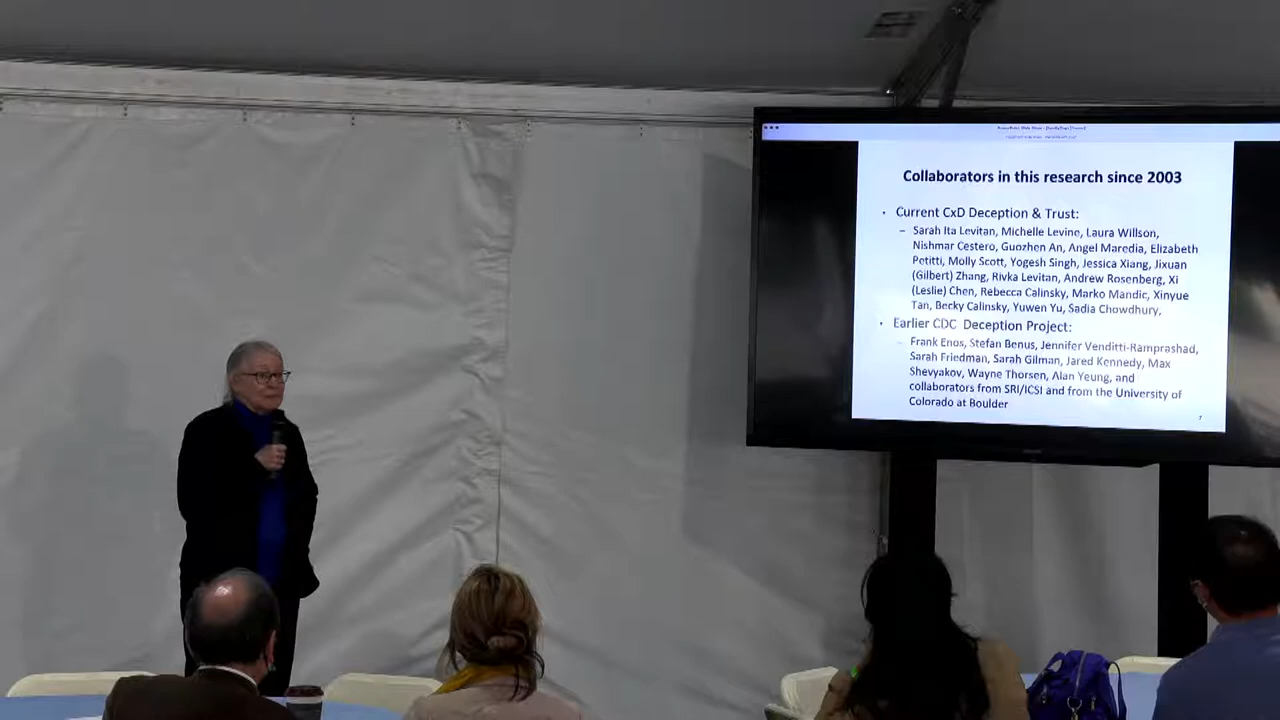 Collaborators in this research since 2003
• Current CxD Deception & Trust:
– Sarah Ita Levitan, Michelle Levine, Laura Willson,
Nishmar Cestero, Guozhen An, Angel Maredia, Elizabeth
Petitti, Molly Scott, Yogesh Singh, Jessica Xiang, Jixuan
(Gilbert) Zhang, Rivka Levitan, Andrew Rosenberg, Xi
(Leslie) Chen, Rebecca Calinsky, Marko Mandic, Xinyue
Tan, Becky Calinsky, Yuwen Yu, Sadia Chowdhury,
• Earlier CDC Deception Project:
– Frank Enos, Stefan Benus, Jennifer Venditti-Ramprashad,
Sarah Friedman, Sarah Gilman, Jared Kennedy, Max
Shevyakov, Wayne Thorsen, Alan Yeung, and
collaborators from SRI/ICSI and from the University of
Colorado at Boulder
7